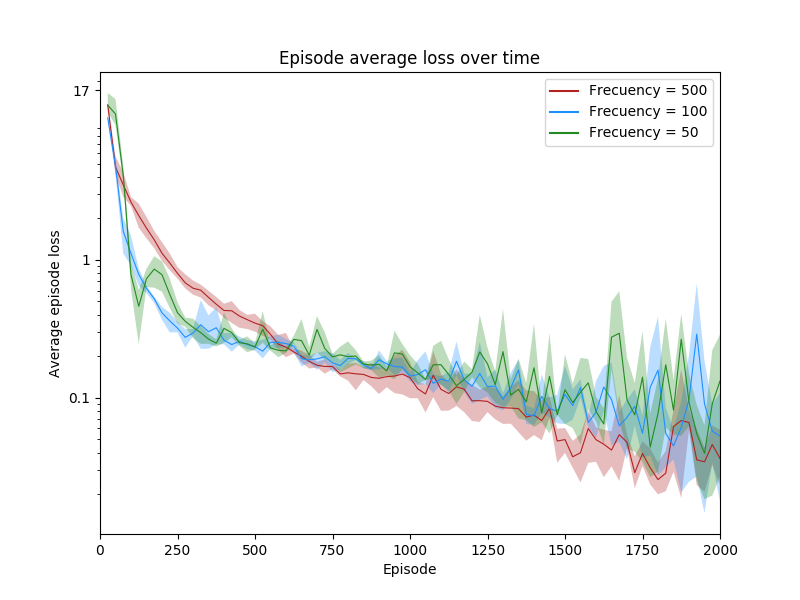 Episode average loss over time
Frecuency = 500
Frecuency = 100
Frecuency = 50
Average episode loss
17
1
0.1
0 250 500 750 1000 1250 1500 1750 2000
Episode